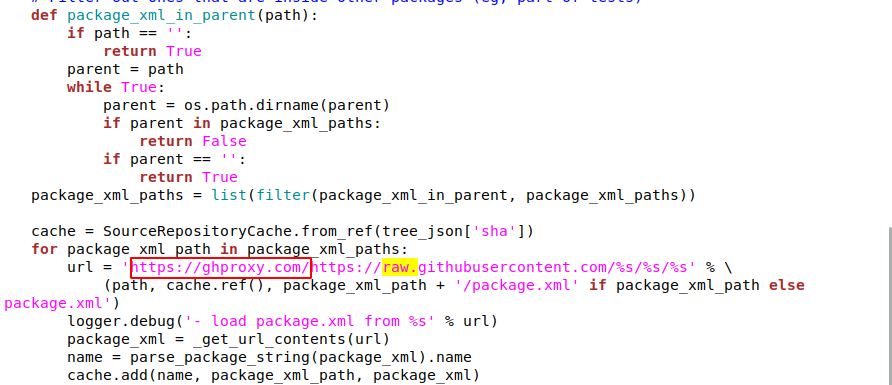 # Filter out ones that are inside other packages (eg, part of tests)
def package_xml_in_parent(path):
    if path == '':
        return True
    parent = path
    while True:
        parent = os.path.dirname(parent)
        if parent in package_xml_paths:
            return False
        if parent == '':
            return True
package_xml_paths = list(filter(package_xml_in_parent, package_xml_paths))

cache = SourceRepositoryCache.from_ref(tree_json['sha'])
for package_xml_path in package_xml_paths:
    url = 'https://ghproxy.com/https://raw.githubusercontent.com/%s/%s/%s' % \
        (path, cache.ref(), package_xml_path + '/package.xml' if package_xml_path else
package.xml')
    logger.debug('- load package.xml from %s' % url)
    package_xml = _get_url_contents(url)
    name = parse_package_string(package_xml).name
    cache.add(name, package_xml_path, package_xml)